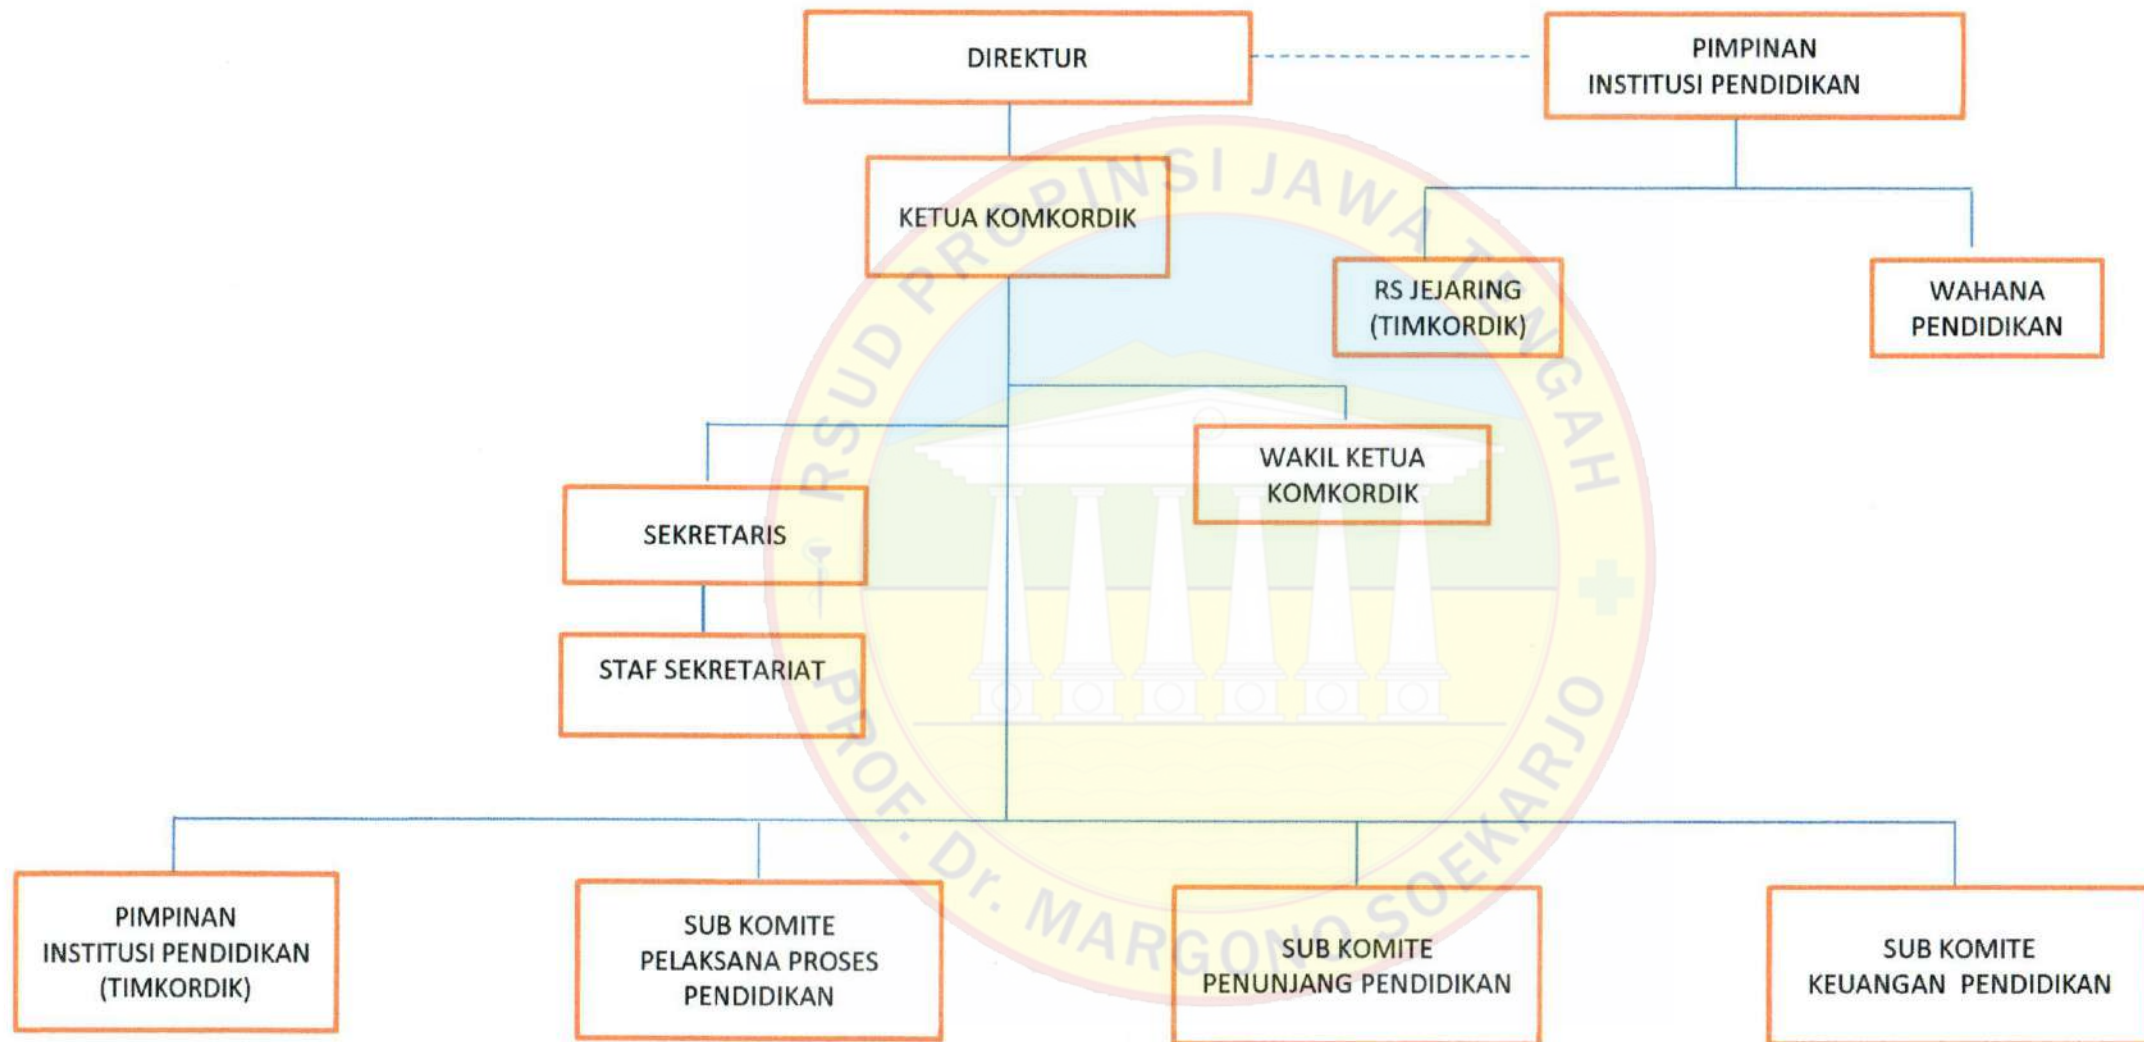 DIREKTUR
PIMPINAN
INSTITUSI PENDIDIKAN
KETUA KOMKORDIK
RS JEJARING
(TIMKORDIK)
WAHANA
PENDIDIKAN
WAKIL KETUA
KOMKORDIK
SEKRETARIS
STAF SEKRETARIAT
PIMPINAN
INSTITUSI PENDIDIKAN
(TIMKORDIK)
SUB KOMITE
PELAKSANA PROSES
PENDIDIKAN
SUB KOMITE
PENUNJANG PENDIDIKAN
SUB KOMITE
KEUANGAN PENDIDIKAN
RSUD PROPINSI JAWA TENGAH
PROF. Dr. MARGONO SOEKARJO